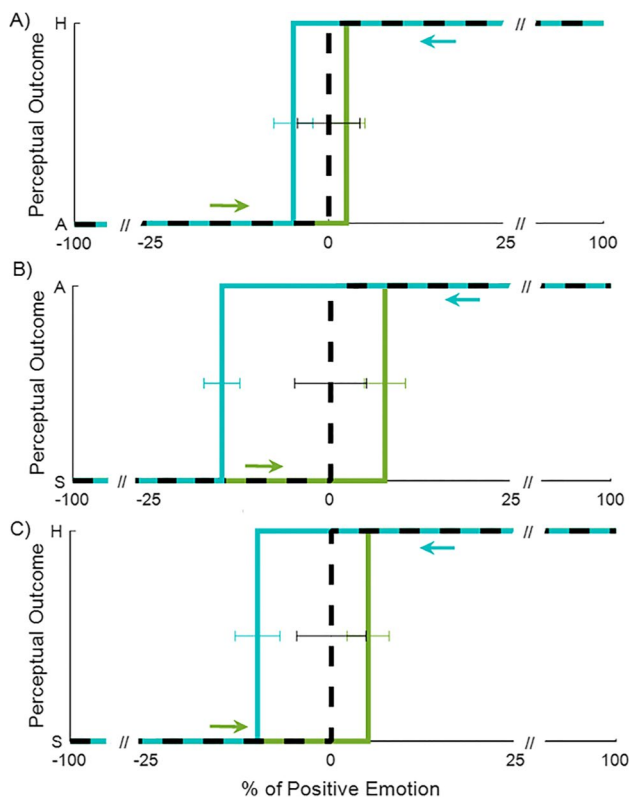 A)
H
Perceptual Outcome
A
-100
//
-25
0
25
//
100
//
B)
A
Perceptual Outcome
S
-100
//
-25
0
25
//
100
//
C)
H
Perceptual Outcome
S
-100
//
-25
0
25
//
100
//
% of Positive Emotion